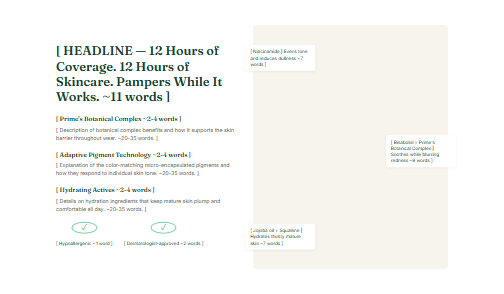 [ HEADLINE — 12 Hours of
Coverage. 12 Hours of
Skincare. Pampers While It
Works. ~11 words ]
[ Prime's Botanical Complex ~2-4 words ]
[ Description of botanical complex benefits and how it supports the skin
barrier throughout wear. ~20-35 words. ]
[ Adaptive Pigment Technology ~2-4 words ]
[ Explanation of the color-matching micro-encapsulated pigments and
how they respond to individual skin tone. ~20-35 words. ]
[ Hydrating Actives ~2-4 words ]
[ Details on hydration ingredients that keep mature skin plump and
comfortable all day. ~20-35 words. ]
[ Hypoallergenic ~1 word ]
[ Dermatologist-approved ~2 words ]
[ Niacinamide ] Evens tone
and reduces dullness ~7
words ]
[ Bisabolol + Prime's
Botanical Complex ]
Soothes while blurring
redness ~8 words ]
[ Jojoba oil + Squalane ]
Hydrates thirsty mature
skin ~7 words ]